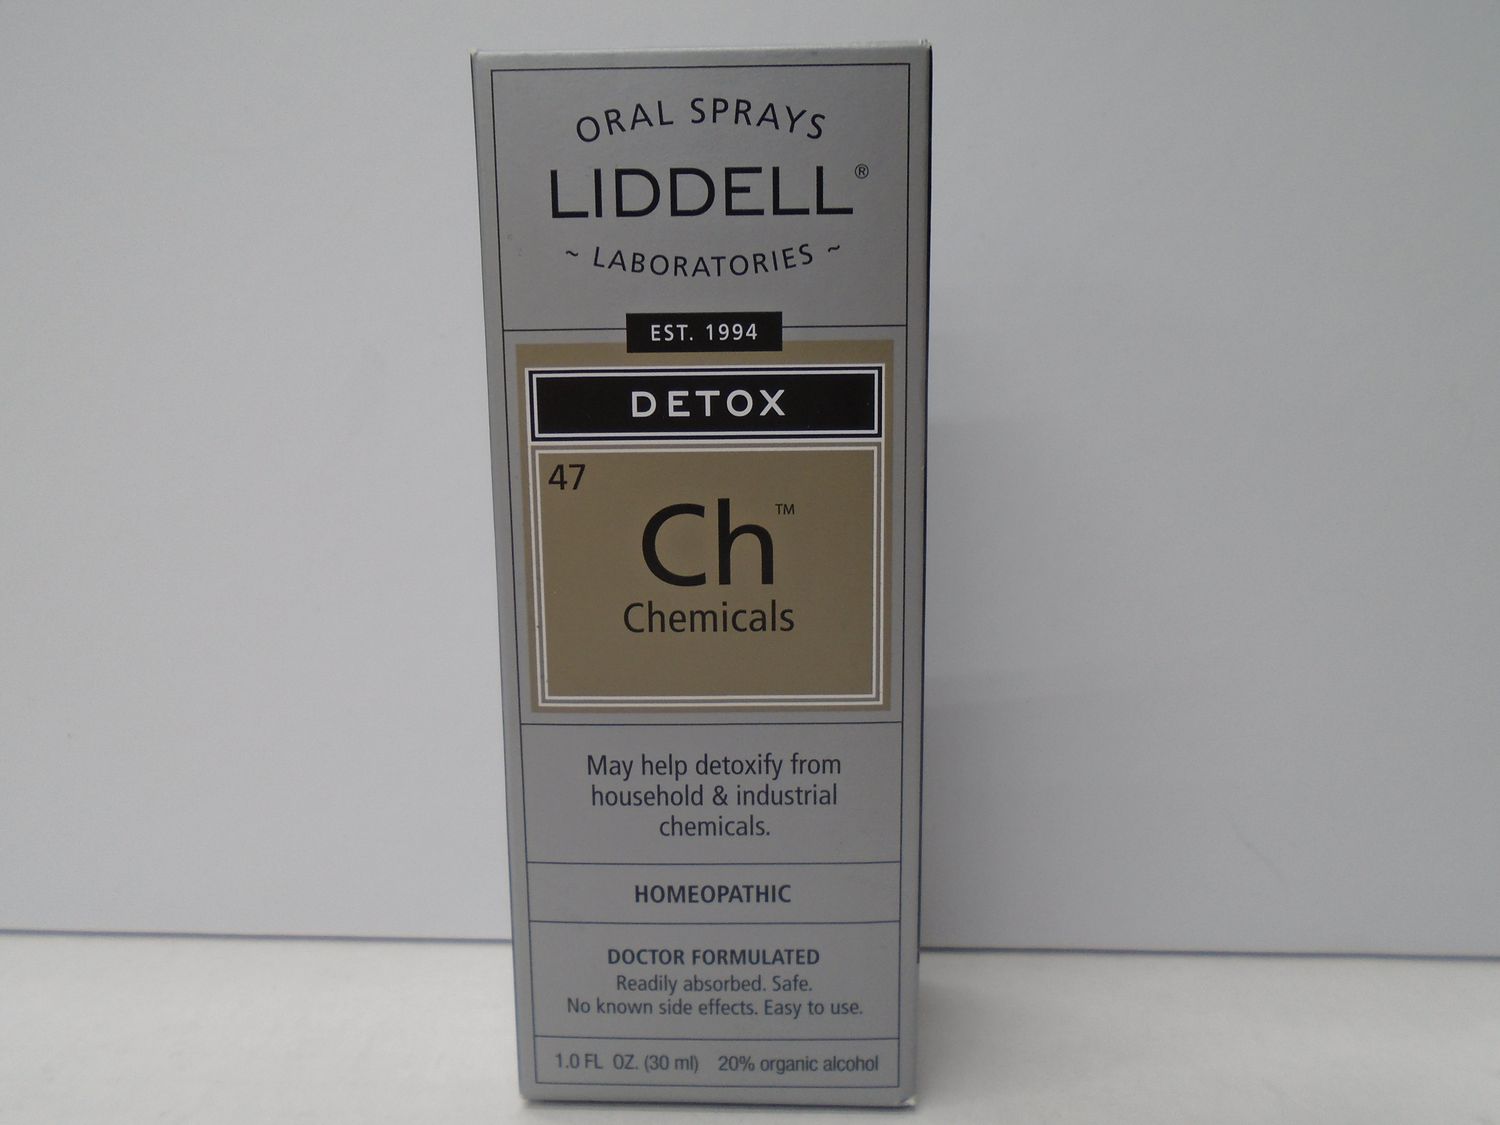 ORAL SPRAYS
LIDDELL®
~ LABORATORIES ~
EST. 1994
DETOX
47
Ch™
Chemicals
May help detoxify from
household & industrial
chemicals.
HOMEOPATHIC
DOCTOR FORMULATED
Readily absorbed. Safe.
No known side effects. Easy to use.
1.0 FL OZ. (30 ml) 20% organic alcohol